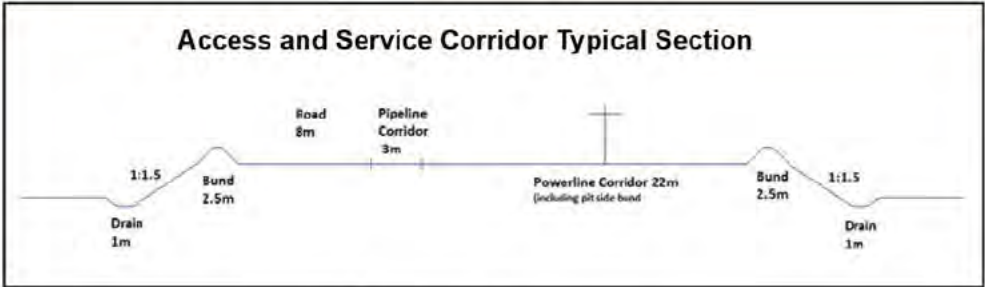 Access and Service Corridor Typical Section
Road
8m
Pipeline
Corridor
3m
1:1.5
Bund
2.5m
Drain
1m
Powerline Corridor 22m
(including pit side bund
Bund
2.5m
1:1.5
Drain
1m